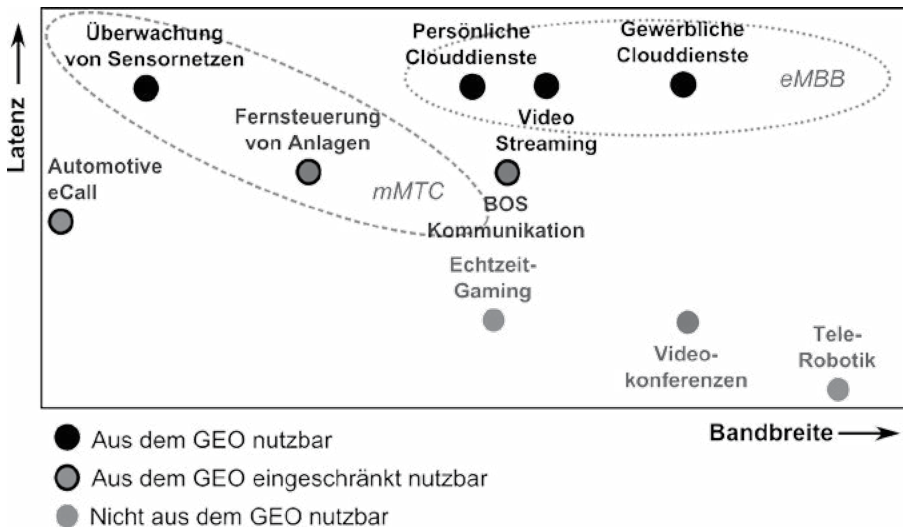 Latenz
Überwachung
von Sensornetzen
Persönliche
Clouddienste
Gewerbliche
Clouddienste
eMBB
Video
Streaming
Fernsteuerung
von Anlagen
mMTC
Automotive
eCall
BOS
Kommunikation
Echtzeit-
Gaming
Video-
konferenzen
Tele-
Robotik
Bandbreite
Aus dem GEO nutzbar
Aus dem GEO eingeschränkt nutzbar
Nicht aus dem GEO nutzbar